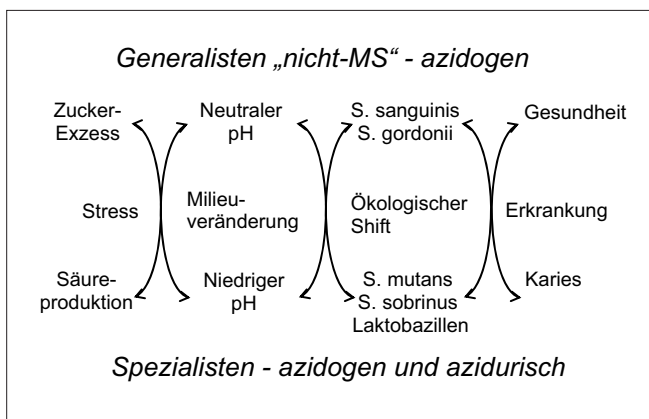 Generalisten „nicht-MS“ - azidogen
Zucker-
Exzess
Neutraler
pH
S. sanguinis
S. gordonii
Gesundheit
Stress
Milieu-
veränderung
Ökologischer
Shift
Erkrankung
Säure-
produktion
Niedriger
pH
S. mutans
S. sobrinus
Laktobazillen
Karies
Spezialisten - azidogen und azidurisch